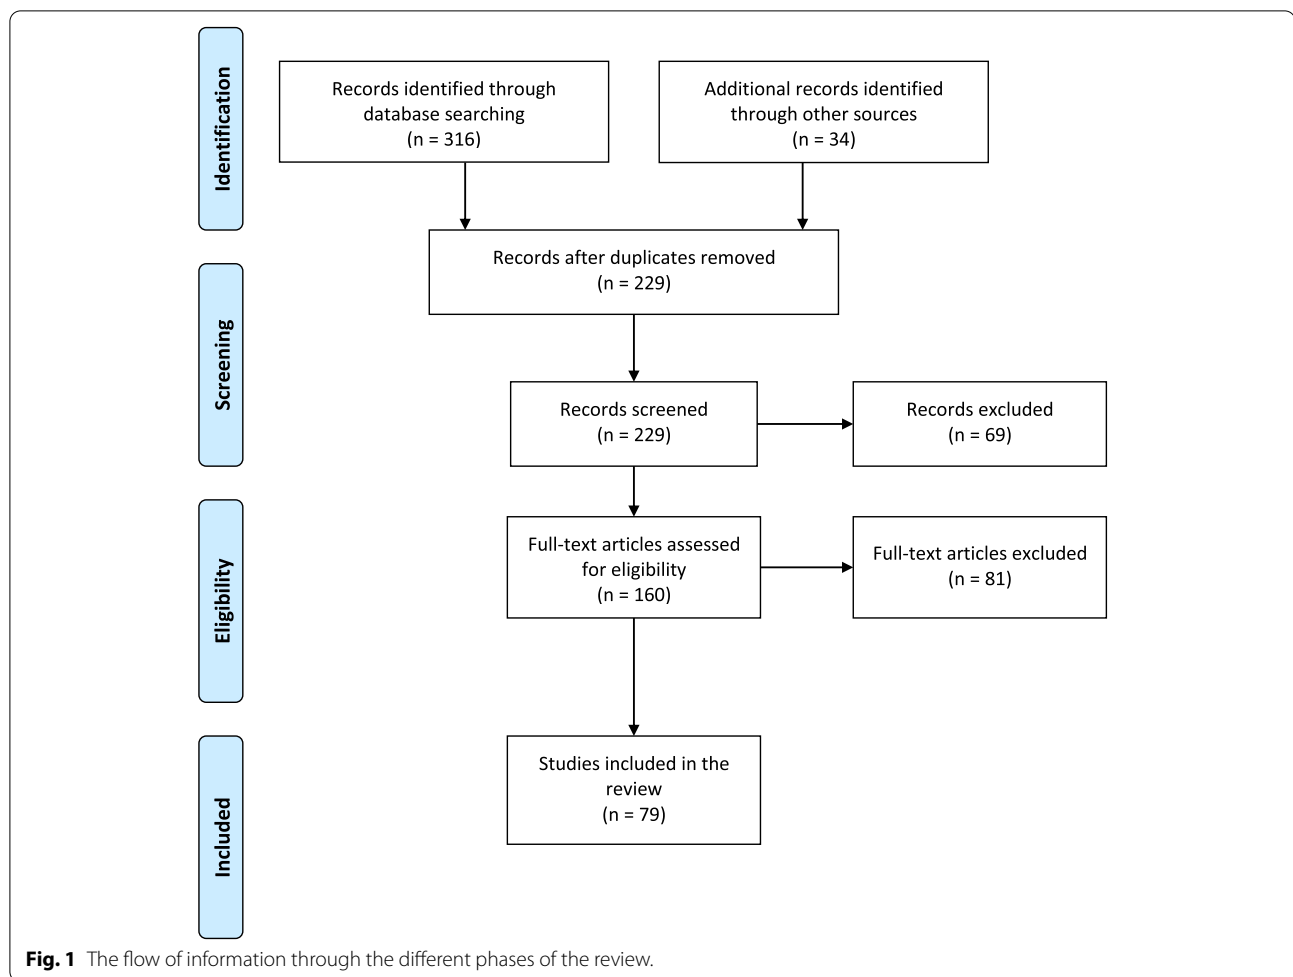 Identification
Records identified through
database searching
(n = 316)
Additional records identified
through other sources
(n = 34)
Records after duplicates removed
(n = 229)
Screening
Records screened
(n = 229)
Records excluded
(n = 69)
Eligibility
Full-text articles assessed
for eligibility
(n = 160)
Full-text articles excluded
(n = 81)
Included
Studies included in the
review
(n = 79)
Fig. 1 The flow of information through the different phases of the review.